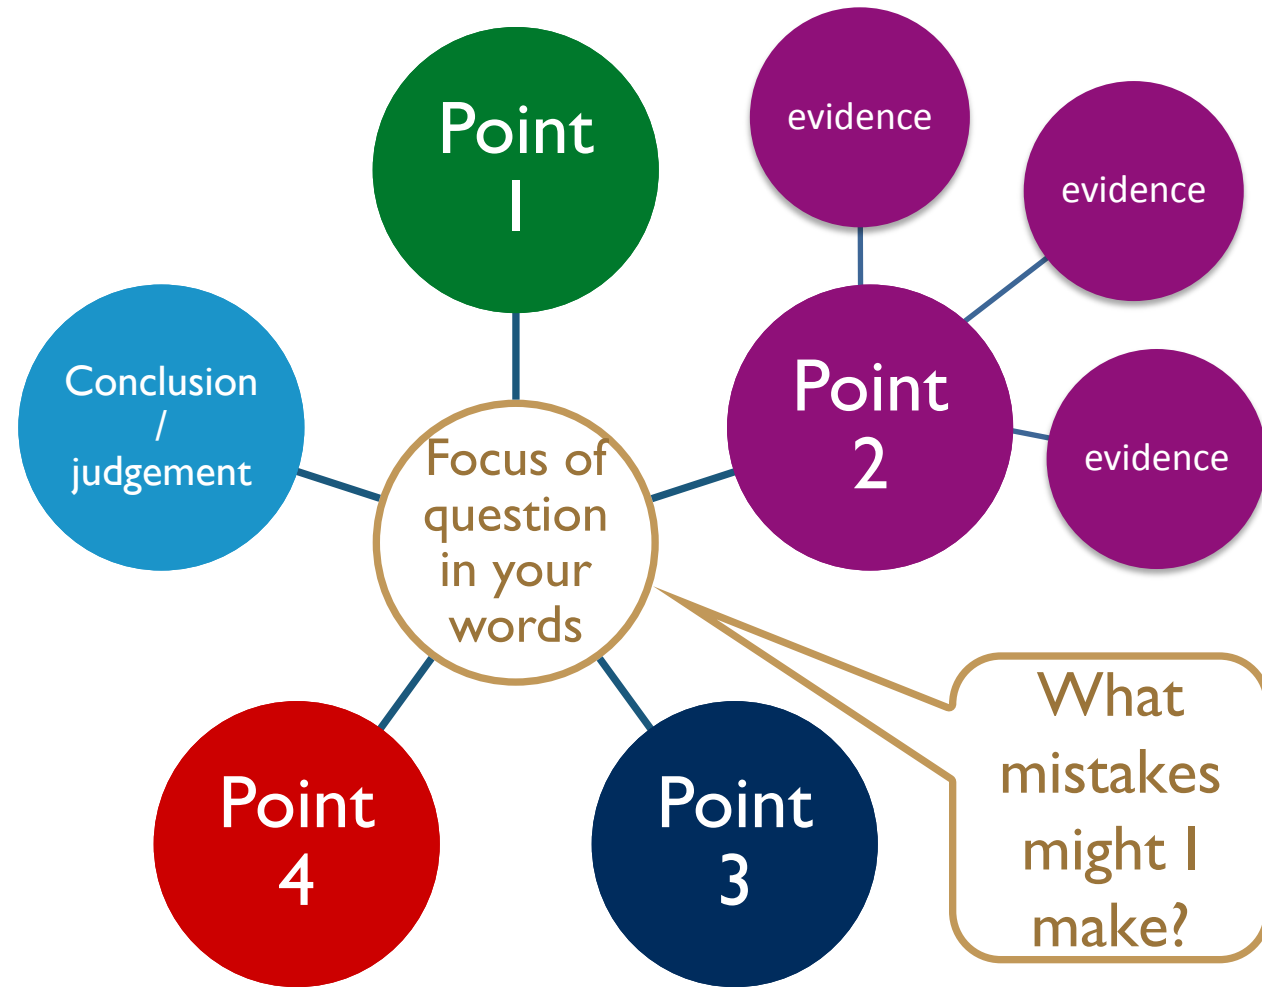 Point
1
evidence
evidence
Conclusion
/
judgement
Point
2
evidence
Focus of
question
in your
words
Point
4
Point
3
What
mistakes
might I
make?